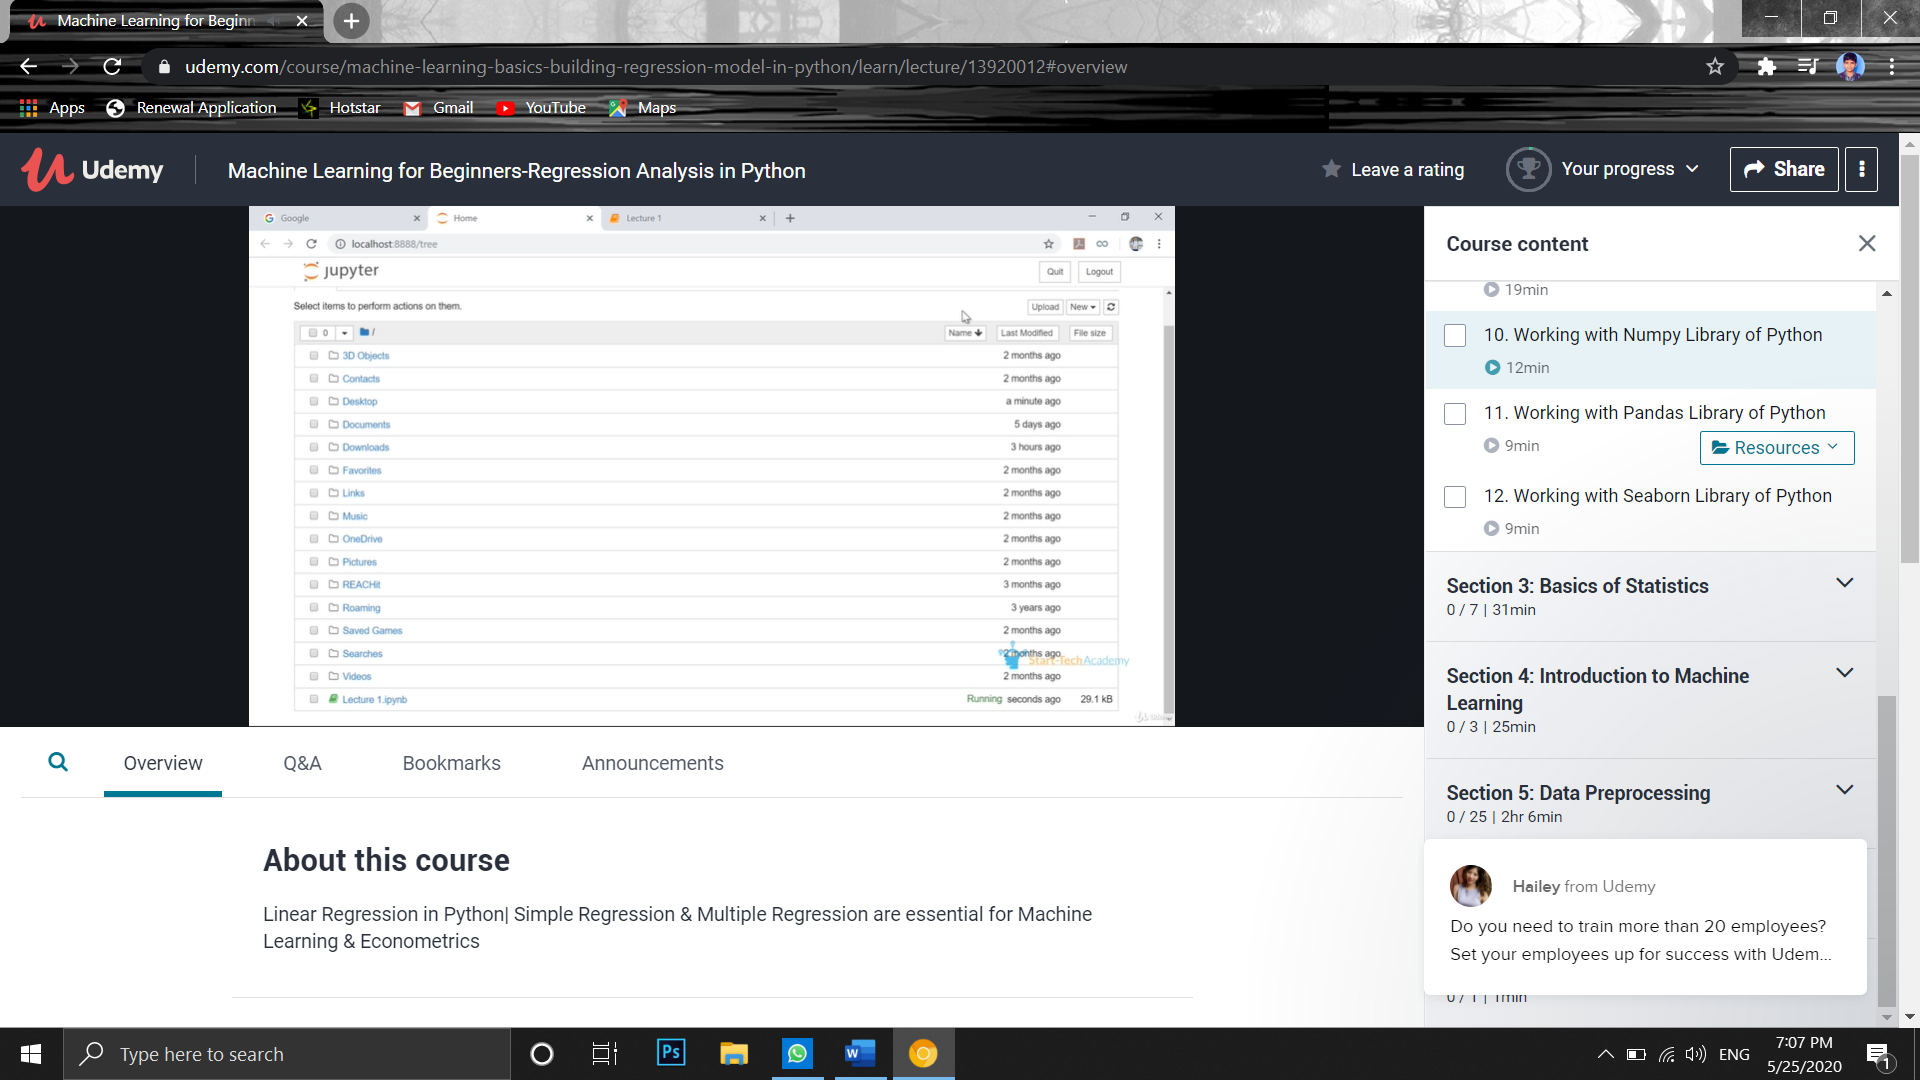 Machine Learning for Beginn
udemy.com/course/machine-learning-basics-building-regression-model-in-python/learn/lecture/13920012#overview
Apps Renewal Application Hotstar Gmail YouTube Maps
Udemy Machine Learning for Beginners-Regression Analysis in Python Leave a rating Your progress Share
Google Home Lecture 1
localhost:8888/tree
jupyter Quit Logout
Select items to perform actions on them. Upload New
0 / Name Last Modified File size
3D Objects 2 months ago
Contacts 2 months ago
Desktop a minute ago
Documents 5 days ago
Downloads 3 hours ago
Favorites 2 months ago
Links 2 months ago
Music 2 months ago
OneDrive 2 months ago
Pictures 2 months ago
REACHit 3 months ago
Roaming 3 years ago
Saved Games 2 months ago
Searches 2 months ago
Start-Tech Academy
Videos 2 months ago
Lecture 1.ipynb Running seconds ago 29.1 kB
Udemy
Course content
19min
10. Working with Numpy Library of Python
12min
11. Working with Pandas Library of Python
9min Resources
12. Working with Seaborn Library of Python
9min
Section 3: Basics of Statistics
0 / 7 | 31min
Section 4: Introduction to Machine
Learning
0 / 3 | 25min
Section 5: Data Preprocessing
0 / 25 | 2hr 6min
Hailey from Udemy
Do you need to train more than 20 employees?
Set your employees up for success with Udem...
0 / 1 | 1min
Overview Q&A Bookmarks Announcements
About this course
Linear Regression in Python| Simple Regression & Multiple Regression are essential for Machine
Learning & Econometrics
Type here to search Ps W ENG 7:07 PM
5/25/2020 1